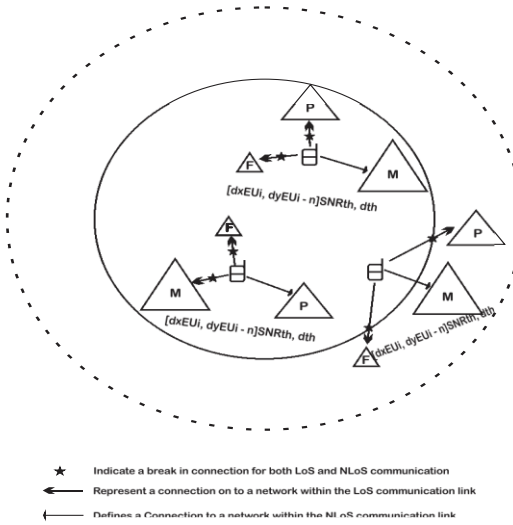 P
F
M
[dxEUi, dyEUi - n]SNRth, dth
F
P
M
P
M
[dxEUi, dyEUi - n]SNRth, dth
F
[dxEUi, dyEUi - n]SNRth, dth
Indicate a break in connection for both LoS and NLoS communication
Represent a connection on to a network within the LoS communication link
Defines a Connection to a network within the NLoS communication link